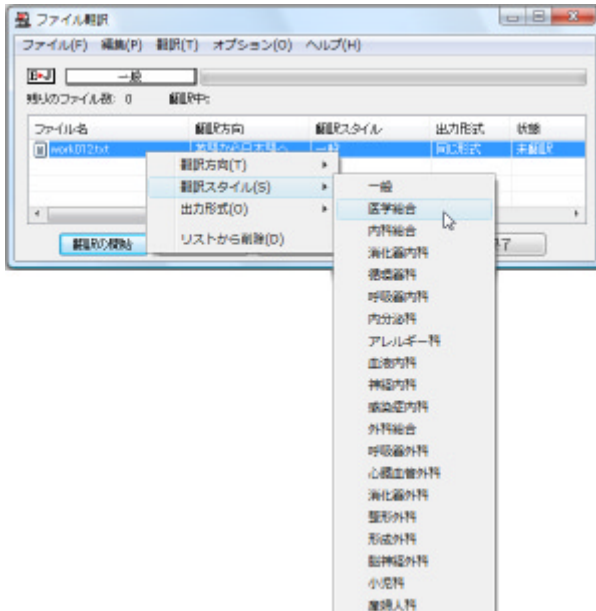 ファイル翻訳
ファイル(F) 編集(P) 翻訳(T) オプション(O) ヘルプ(H)
E▸J 一般
残りのファイル数: 0 翻訳中:
ファイル名 翻訳方向 翻訳スタイル 出力形式 状態
work012.txt 英語から日本語へ 一般 同じ形式 未翻訳
翻訳方向(T)
翻訳スタイル(S)
出力形式(O)
リストから削除(D)
翻訳の開始
一般
医学総合
内科総合
消化器内科
循環器科
呼吸器内科
内分泌科
アレルギー科
血液内科
神経内科
感染症内科
外科総合
呼吸器外科
心臓血管外科
消化器外科
整形外科
形成外科
脳神経外科
小児科
産婦人科